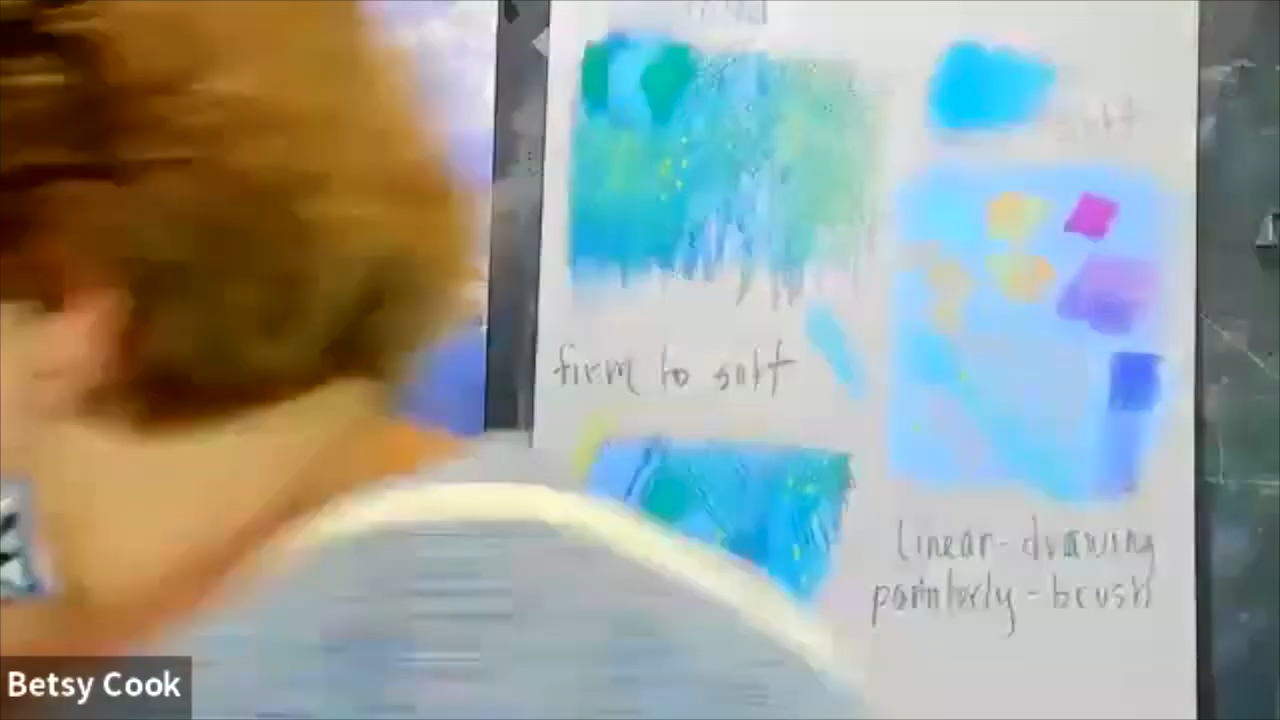 firm to soft
linear - drawing
painterly - brush
Betsy Cook